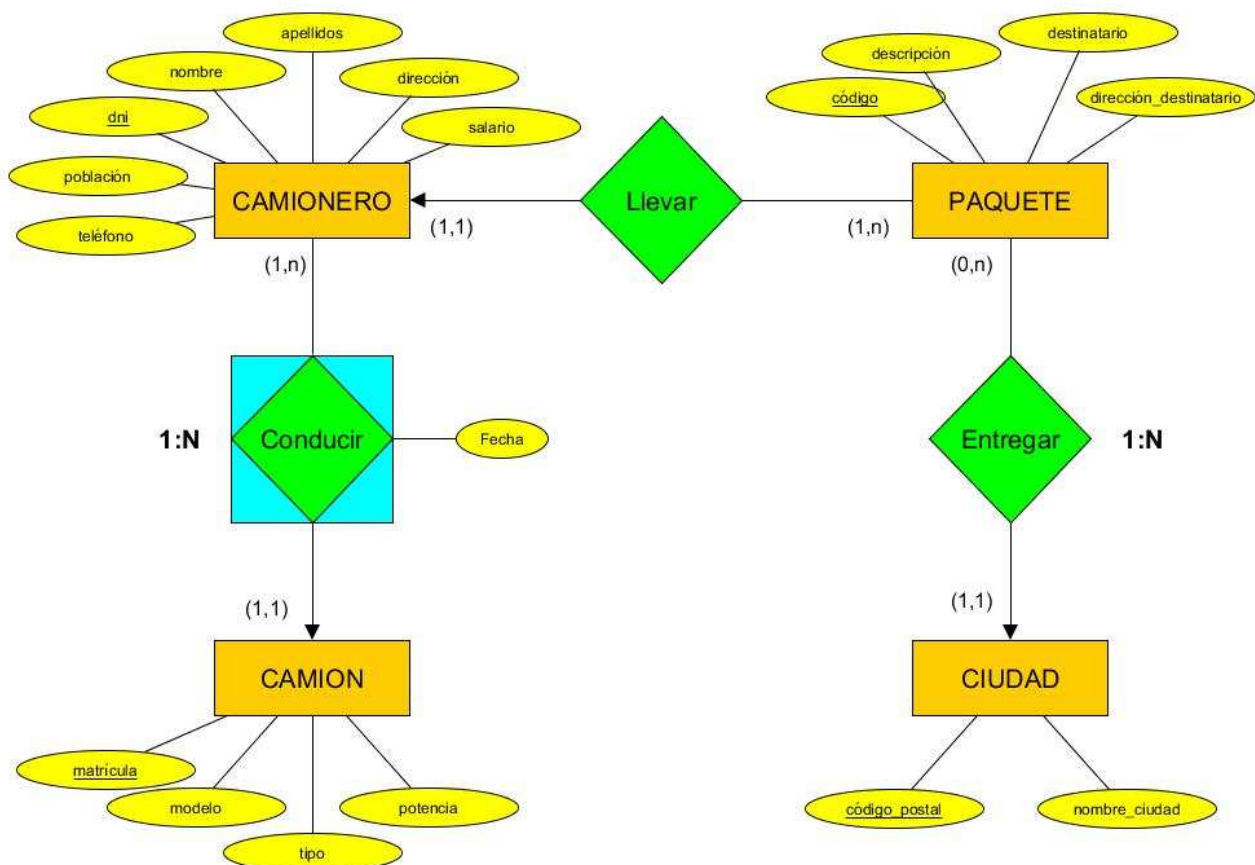 apellidos
destinatario
nombre
descripción
dirección
código
dirección_destinatario
dni
salario
población
CAMIONERO
Llevar
PAQUETE
teléfono
(1,1)
(1,n)
(1,n)
(0,n)
1:N
Conducir
Fecha
Entregar
1:N
(1,1)
(1,1)
CAMION
CIUDAD
matrícula
modelo
potencia
código_postal
nombre_ciudad
tipo